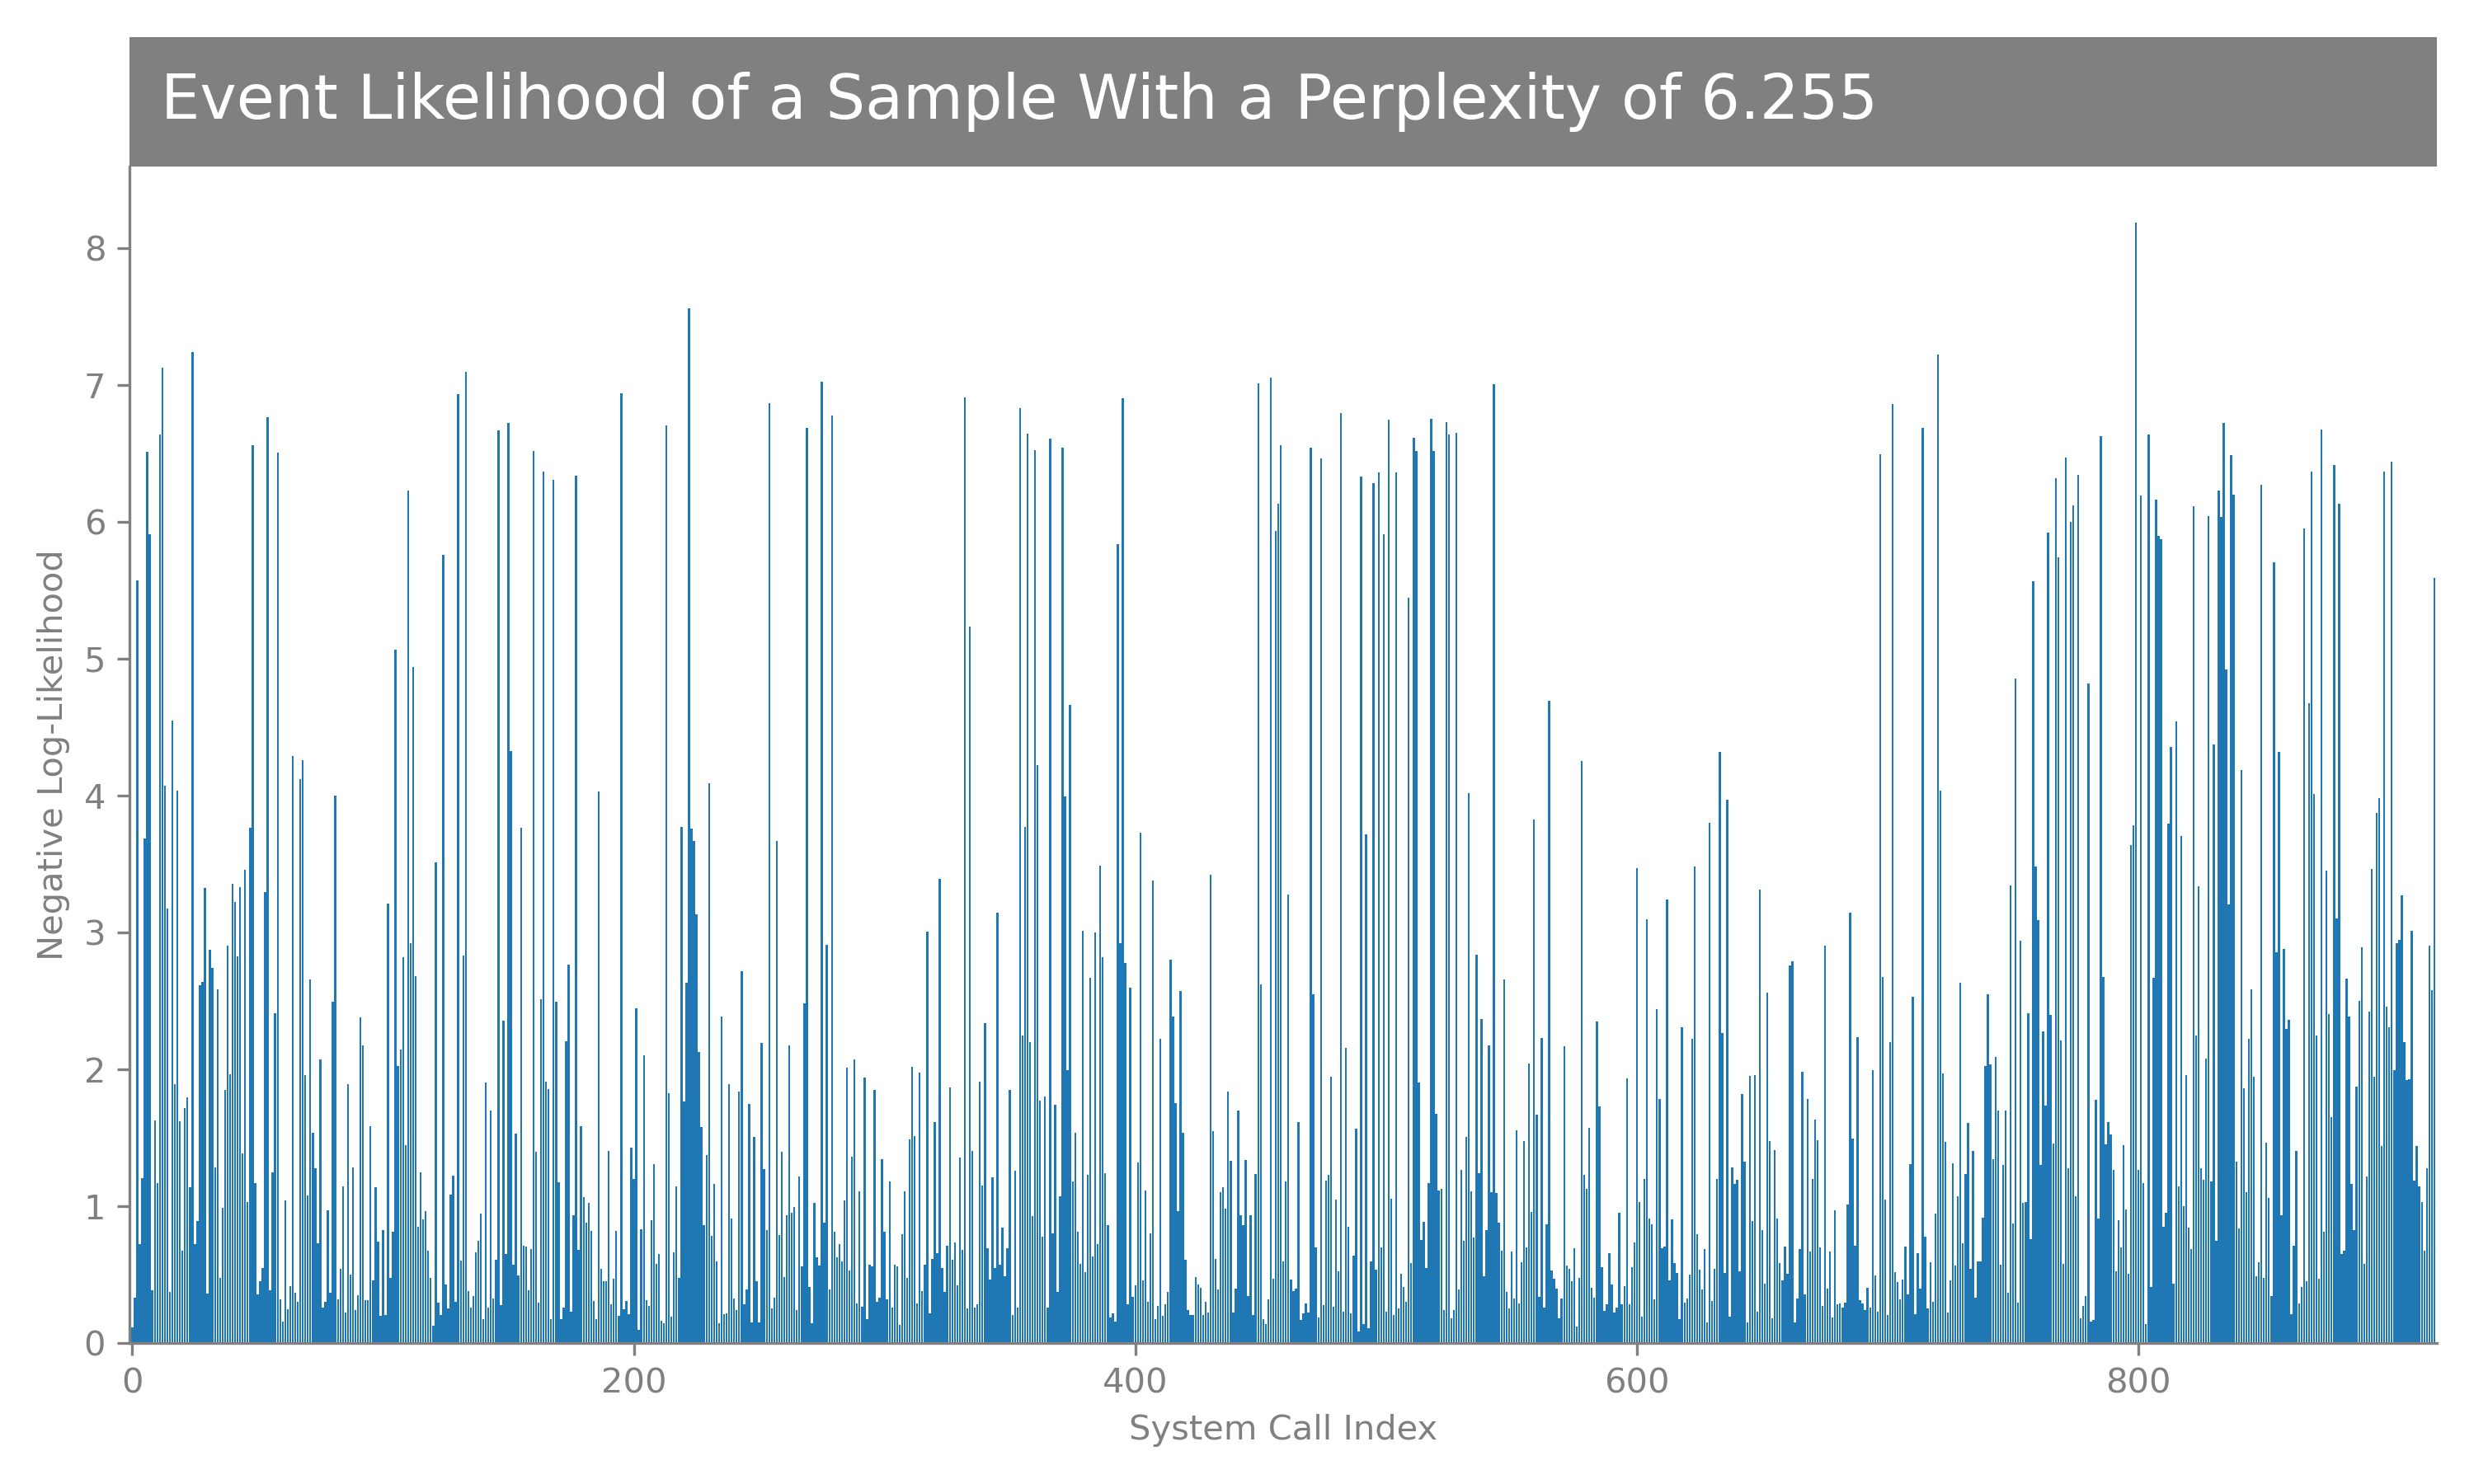 Event Likelihood of a Sample With a Perplexity of 6.255
8
7
6
5
4
3
2
1
0
Negative Log-Likelihood
0 200 400 600 800
System Call Index